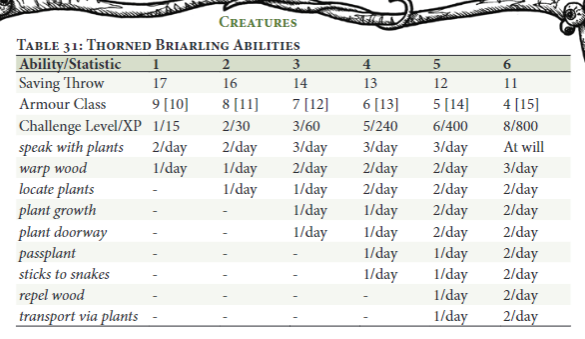 CREATURES
TABLE 31: THORNED BRIARLING ABILITIES
Ability/Statistic 1 2 3 4 5 6
Saving Throw 17 16 14 13 12 11
Armour Class 9 [10] 8 [11] 7 [12] 6 [13] 5 [14] 4 [15]
Challenge Level/XP 1/15 2/30 3/60 5/240 6/400 8/800
speak with plants 2/day 2/day 3/day 3/day 3/day At will
warp wood 1/day 1/day 2/day 2/day 2/day 3/day
locate plants - 1/day 1/day 2/day 2/day 2/day
plant growth - - 1/day 1/day 2/day 2/day
plant doorway - - 1/day 1/day 2/day 2/day
passplant - - - 1/day 1/day 2/day
sticks to snakes - - - 1/day 1/day 2/day
repel wood - - - - 1/day 2/day
transport via plants - - - - 1/day 2/day